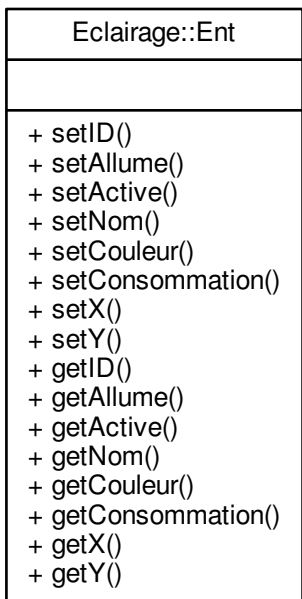 Eclairage::Ent
+ setID()
+ setAllume()
+ setActive()
+ setNom()
+ setCouleur()
+ setConsommation()
+ setX()
+ setY()
+ getID()
+ getAllume()
+ getActive()
+ getNom()
+ getCouleur()
+ getConsommation()
+ getX()
+ getY()